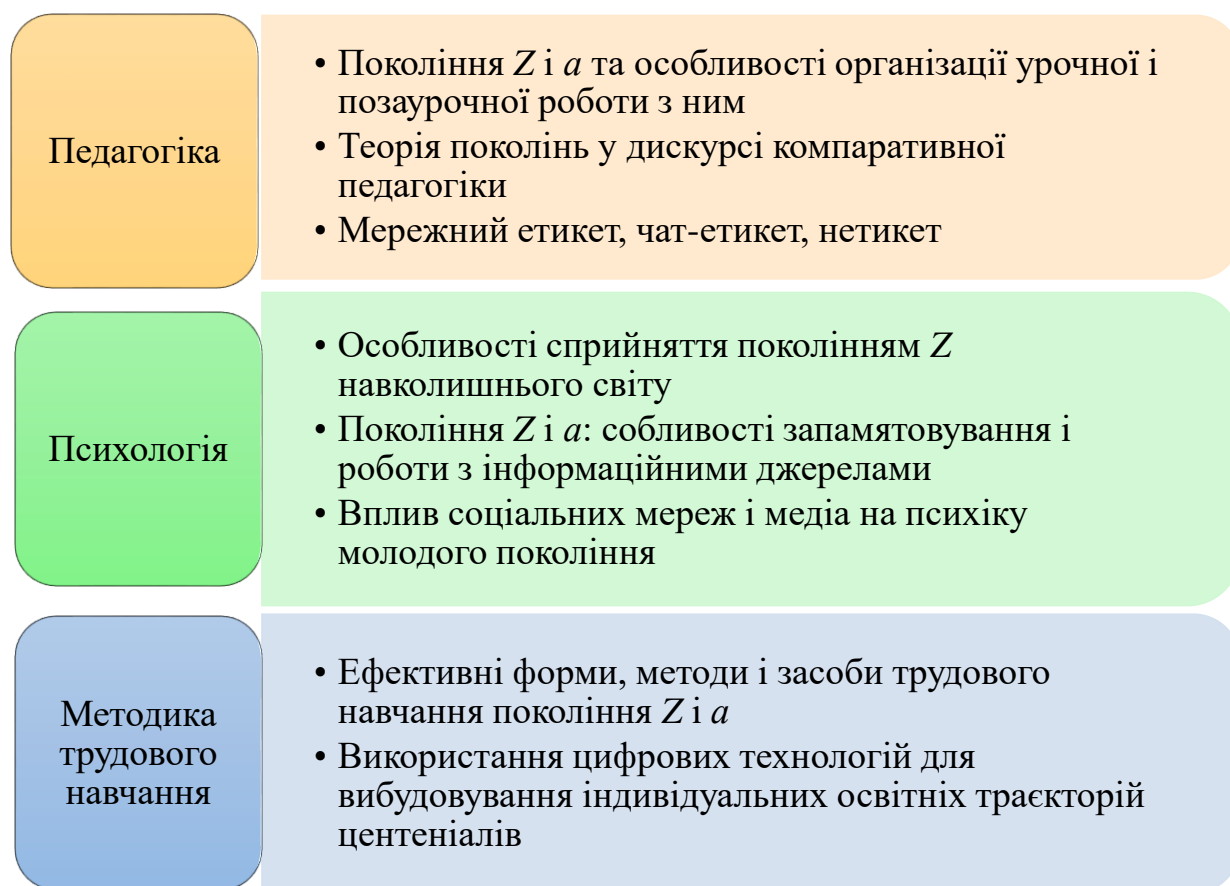 Педагогіка
• Покоління Z і a та особливості організації урочної і
позаурочної роботи з ним
• Теорія поколінь у дискурсі компаративної
педагогіки
• Мережний етикет, чат-етикет, нетикет
Психологія
• Особливості сприйняття поколінням Z
навколишнього світу
• Покоління Z і a: собливості запамятовування і
роботи з інформаційними джерелами
• Вплив соціальних мереж і медіа на психіку
молодого покоління
Методика
трудового
навчання
• Ефективні форми, методи і засоби трудового
навчання покоління Z і a
• Використання цифрових технологій для
вибудовування індивідуальних освітніх траєкторій
центеніалів